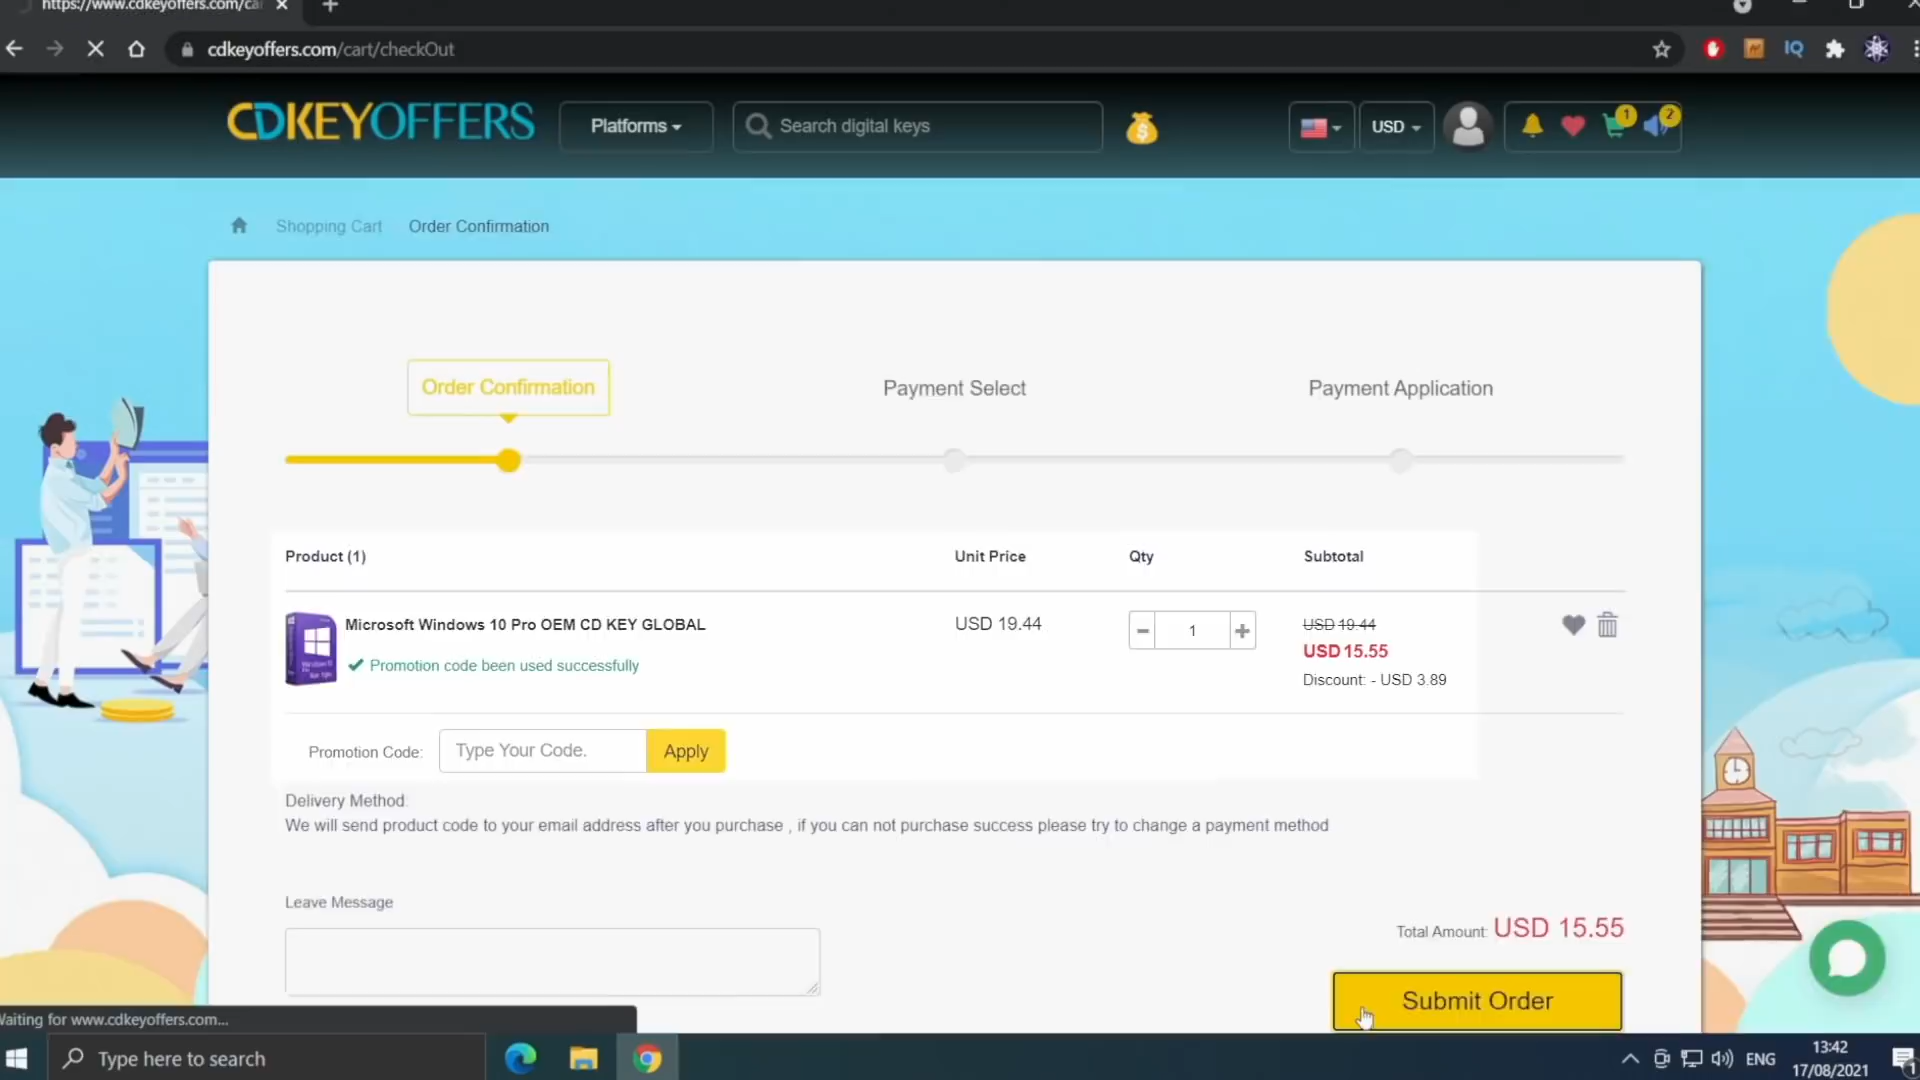 https://www.cdkeyoffers.com/ca
cdkeyoffers.com/cart/checkOut
IQ
CDKEYOFFERS
Platforms
Search digital keys
$
USD
1
2
Shopping Cart
Order Confirmation
Order Confirmation
Payment Select
Payment Application
Product (1)
Unit Price
Qty
Subtotal
Microsoft Windows 10 Pro OEM CD KEY GLOBAL
USD 19.44
1
USD 19.44
Promotion code been used successfully
USD 15.55
Discount: - USD 3.89
Promotion Code:
Type Your Code.
Apply
Delivery Method:
We will send product code to your email address after you purchase , if you can not purchase success please try to change a payment method
Leave Message
Total Amount: USD 15.55
Submit Order
Waiting for www.cdkeyoffers.com...
Type here to search
ENG
13:42
17/08/2021
1